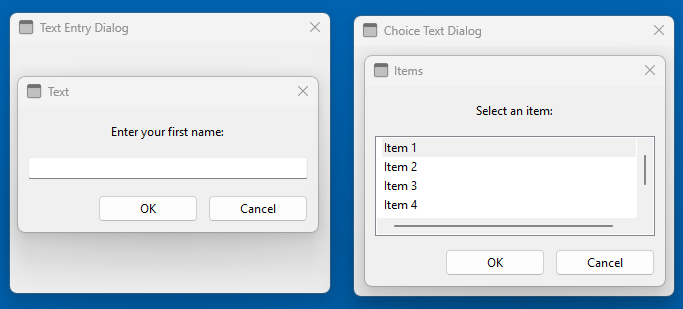 Text Entry Dialog
Text
Enter your first name:
OK
Cancel
Choice Text Dialog
Items
Select an item:
Item 1
Item 2
Item 3
Item 4
OK
Cancel